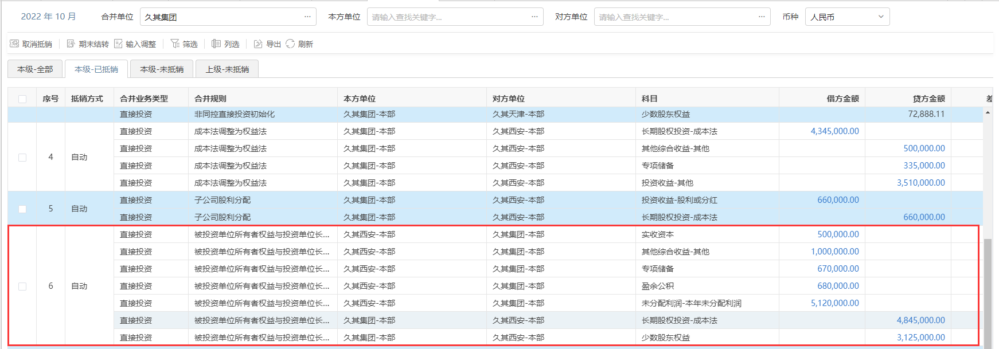 2022 年 10 月 合并单位 久其集团 ... 本方单位 请输入查找关键字... ... 对方单位 请输入查找关键字... ... 币种 人民币
取消抵销 期末结转 输入调整 筛选 列选 导出 刷新
本级-全部 本级-已抵销 本级-未抵销 上级-未抵销
序号 抵销方式 合并业务类型 合并规则 本方单位 对方单位 科目 借方金额 贷方金额 差
直接投资 非同控直接投资初始化 久其集团-本部 久其天津-本部 少数股东权益 72,888.11
直接投资 成本法调整为权益法 久其集团-本部 久其西安-本部 长期股权投资-成本法 4,345,000.00
直接投资 成本法调整为权益法 久其集团-本部 久其西安-本部 其他综合收益-其他 500,000.00
4 自动
直接投资 成本法调整为权益法 久其集团-本部 久其西安-本部 专项储备 335,000.00
直接投资 成本法调整为权益法 久其集团-本部 久其西安-本部 投资收益-其他 3,510,000.00
直接投资 子公司股利分配 久其集团-本部 久其西安-本部 投资收益-股利或分红 660,000.00
5 自动
直接投资 子公司股利分配 久其集团-本部 久其西安-本部 长期股权投资-成本法 660,000.00
直接投资 被投资单位所有者权益与投资单位长... 久其西安-本部 久其集团-本部 实收资本 500,000.00
直接投资 被投资单位所有者权益与投资单位长... 久其西安-本部 久其集团-本部 其他综合收益-其他 1,000,000.00
直接投资 被投资单位所有者权益与投资单位长... 久其西安-本部 久其集团-本部 专项储备 670,000.00
6 自动 直接投资 被投资单位所有者权益与投资单位长... 久其西安-本部 久其集团-本部 盈余公积 680,000.00
直接投资 被投资单位所有者权益与投资单位长... 久其西安-本部 久其集团-本部 未分配利润-本年未分配利润 5,120,000.00
直接投资 被投资单位所有者权益与投资单位长... 久其集团-本部 久其西安-本部 长期股权投资-成本法 4,845,000.00
直接投资 被投资单位所有者权益与投资单位长... 久其集团-本部 久其西安-本部 少数股东权益 3,125,000.00